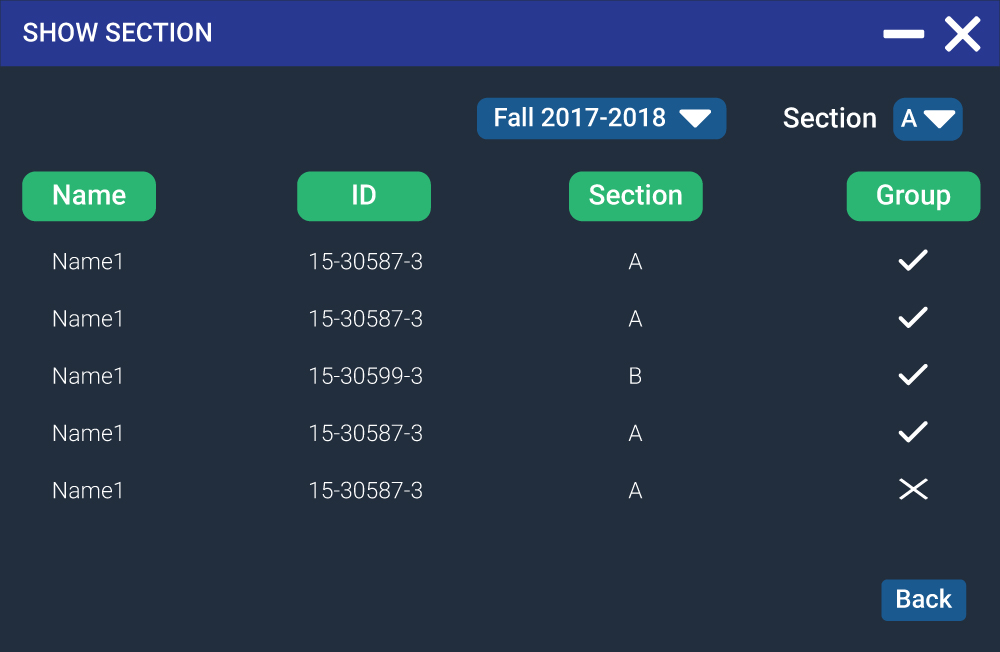 SHOW SECTION
Fall 2017-2018 Section A
Name ID Section Group
Name1 15-30587-3 A
Name1 15-30587-3 A
Name1 15-30599-3 B
Name1 15-30587-3 A
Name1 15-30587-3 A
Back